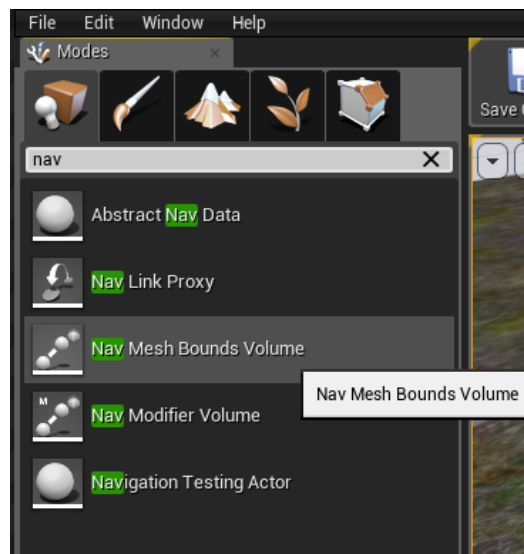 File Edit Window Help
Modes
Save
nav
Abstract Nav Data
Nav Link Proxy
Nav Mesh Bounds Volume
Nav Mesh Bounds Volume
M
Nav Modifier Volume
Navigation Testing Actor